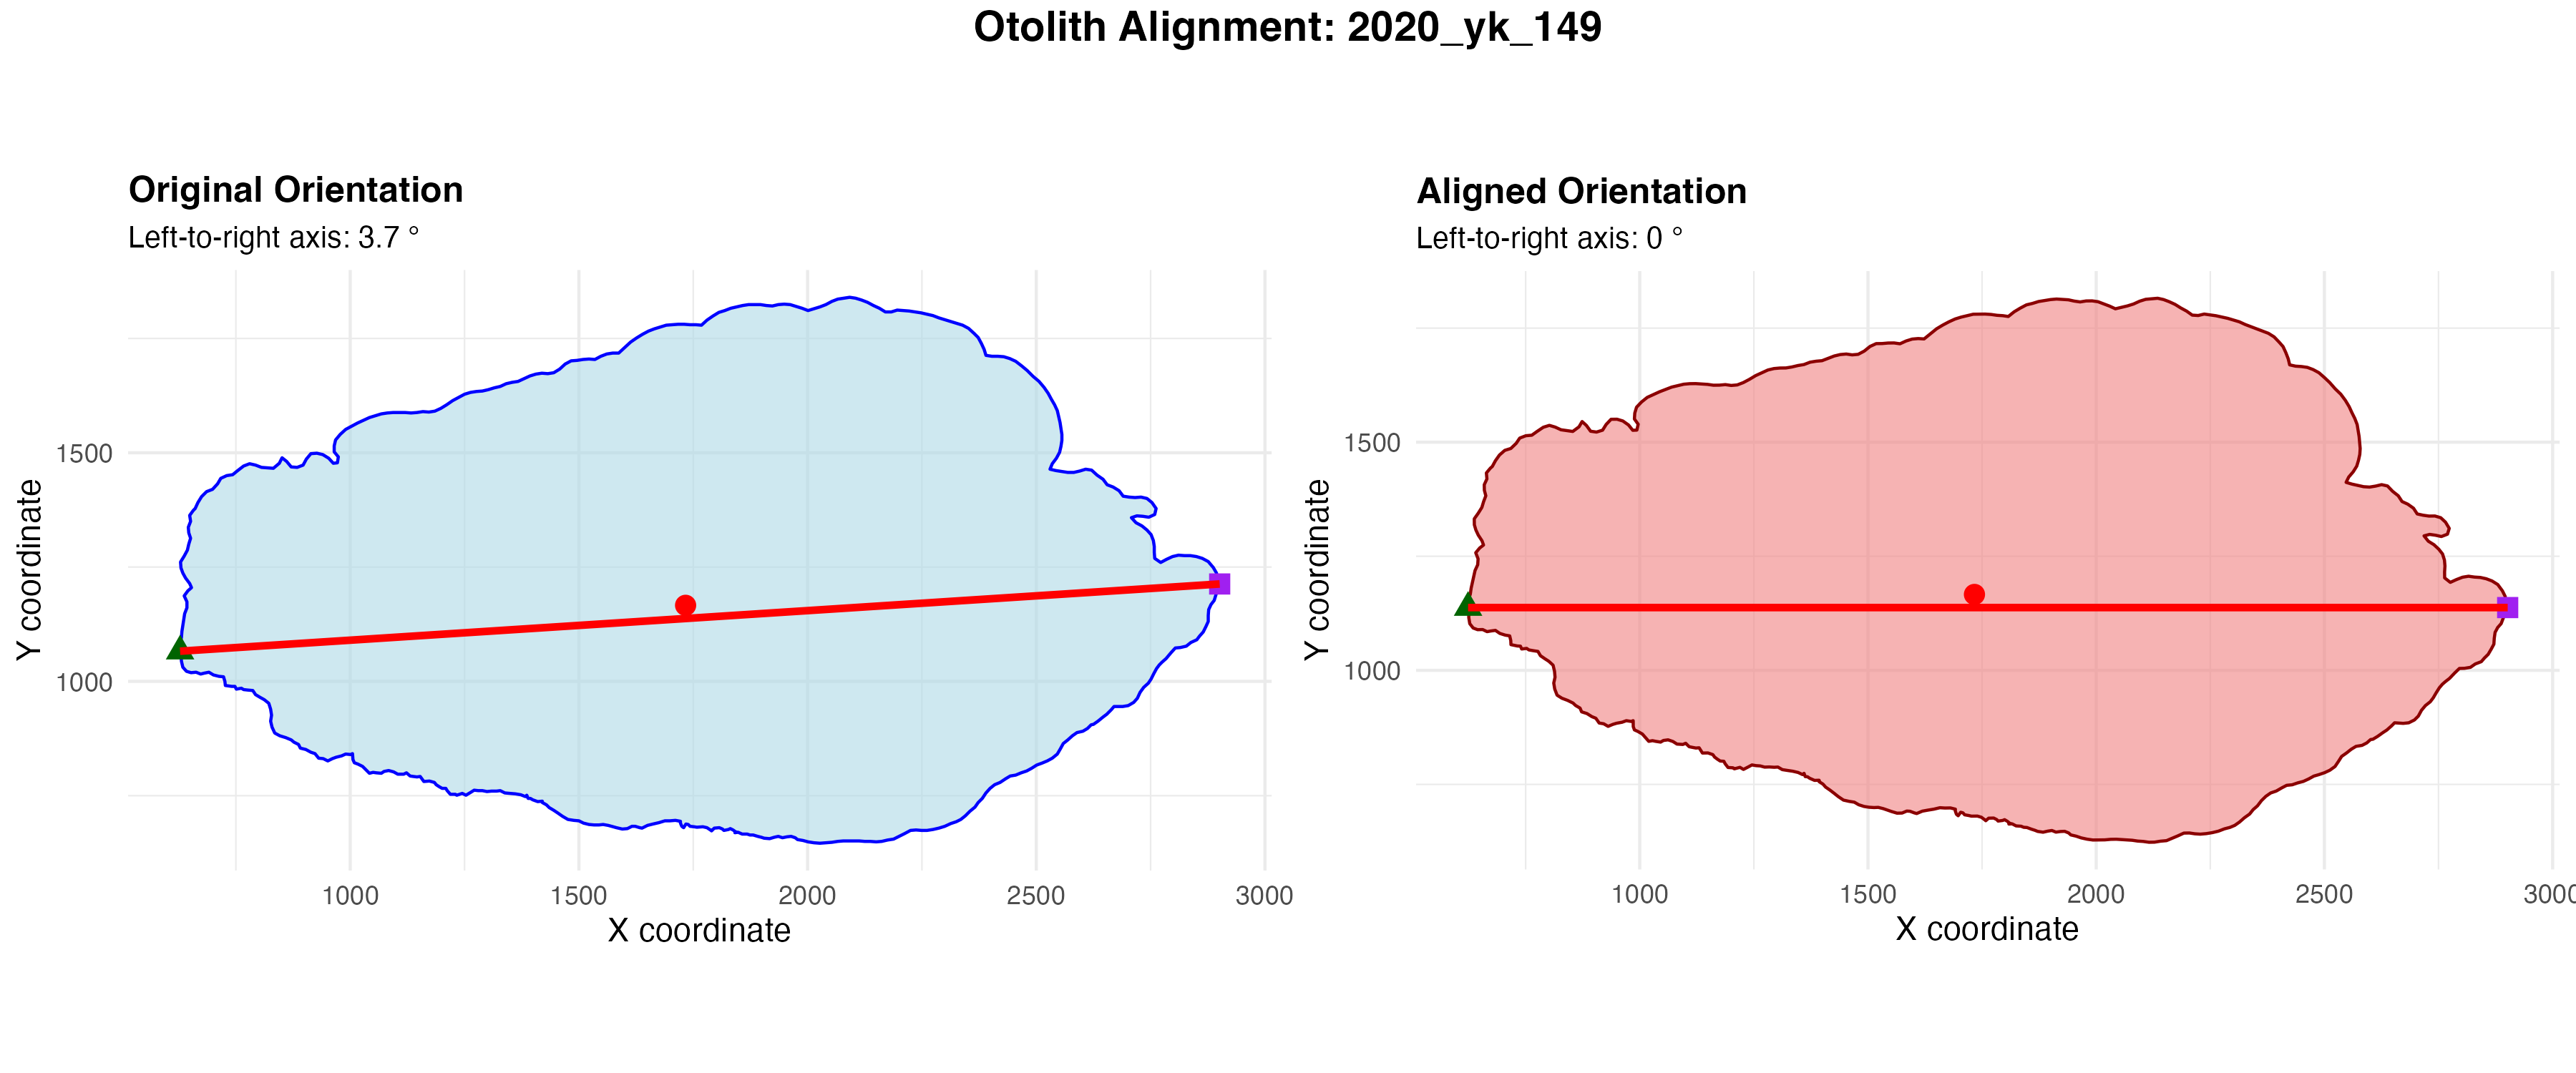 Otolith Alignment: 2020_yk_149
Original Orientation
Left-to-right axis: 3.7 °
Y coordinate
1500
1000
1000 1500 2000 2500 3000
X coordinate
Aligned Orientation
Left-to-right axis: 0 °
Y coordinate
1500
1000
1000 1500 2000 2500 3000
X coordinate